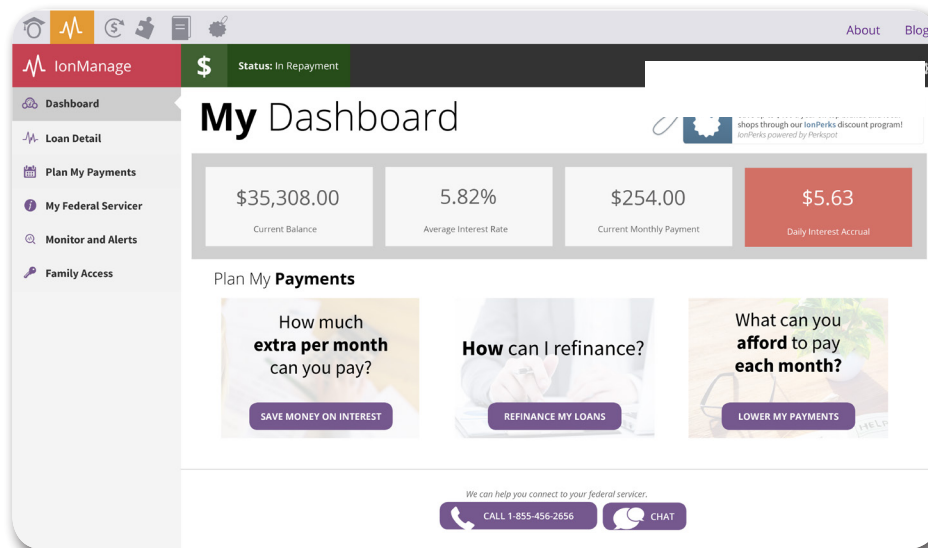 About Blog
IonManage
$ Status: In Repayment
Dashboard
Loan Detail
Plan My Payments
My Federal Servicer
Monitor and Alerts
Family Access
My Dashboard
shops through our IonPerks discount program!
IonPerks powered by Perkspot
$35,308.00
Current Balance
5.82%
Average Interest Rate
$254.00
Current Monthly Payment
$5.63
Daily Interest Accrual
Plan My Payments
How much
extra per month
can you pay?
SAVE MONEY ON INTEREST
How can I refinance?
REFINANCE MY LOANS
What can you
afford to pay
each month?
LOWER MY PAYMENTS
HELP
We can help you connect to your federal servicer.
CALL 1-855-456-2656
CHAT